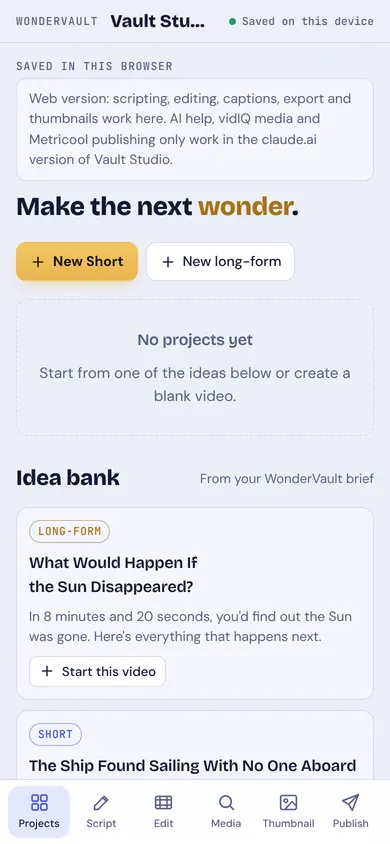 WONDERVAULT Vault Stu... Saved on this device
SAVED IN THIS BROWSER
Web version: scripting, editing, captions, export and
thumbnails work here. AI help, vidIQ media and
Metricool publishing only work in the claude.ai
version of Vault Studio.
Make the next wonder.
+ New Short + New long-form
No projects yet
Start from one of the ideas below or create a
blank video.
Idea bank From your WonderVault brief
LONG-FORM
What Would Happen If
the Sun Disappeared?
In 8 minutes and 20 seconds, you'd find out the Sun
was gone. Here's everything that happens next.
+ Start this video
SHORT
The Ship Found Sailing With No One Aboard
Projects Script Edit Media Thumbnail Publish